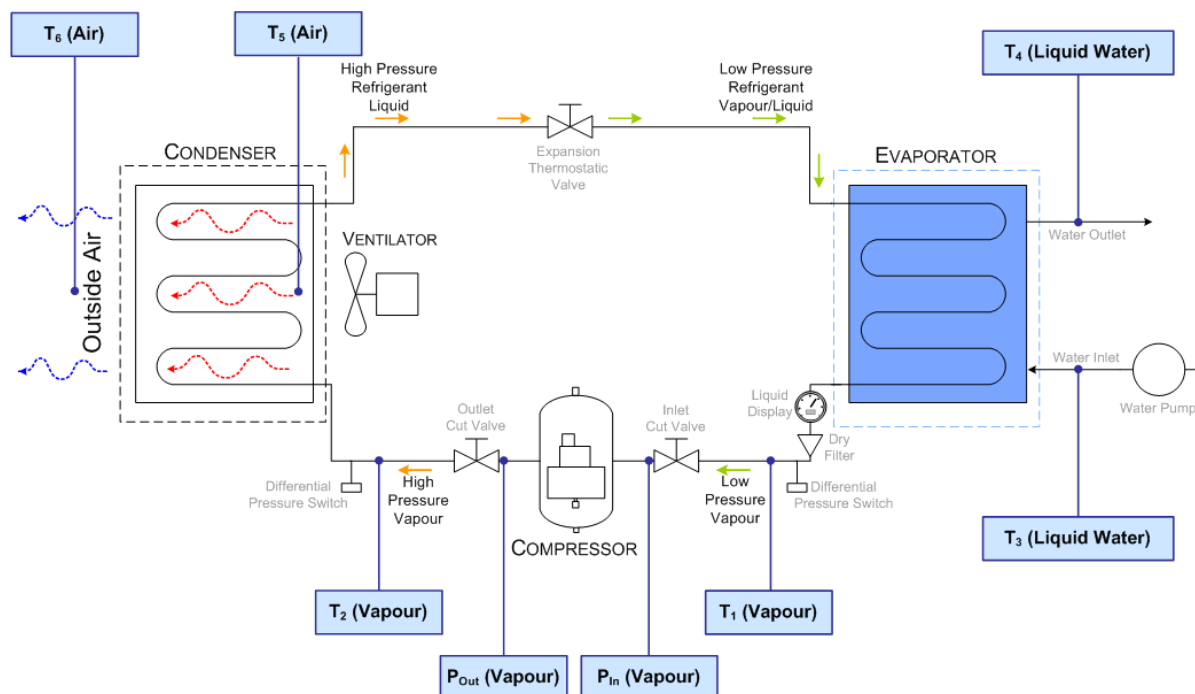 T₆ (Air)
T₅ (Air)
T₄ (Liquid Water)
High Pressure
Refrigerant
Liquid
Low Pressure
Refrigerant
Vapour/Liquid
CONDENSER
Expansion
Thermostatic
Valve
EVAPORATOR
Outside Air
VENTILATOR
Water Outlet
Water Inlet
Water Pump
Liquid
Display
Dry
Filter
Outlet
Cut Valve
Inlet
Cut Valve
Differential
Pressure Switch
High
Pressure
Vapour
Low
Pressure
Vapour
Differential
Pressure Switch
COMPRESSOR
T₃ (Liquid Water)
T₂ (Vapour)
T₁ (Vapour)
P_Out (Vapour)
P_In (Vapour)